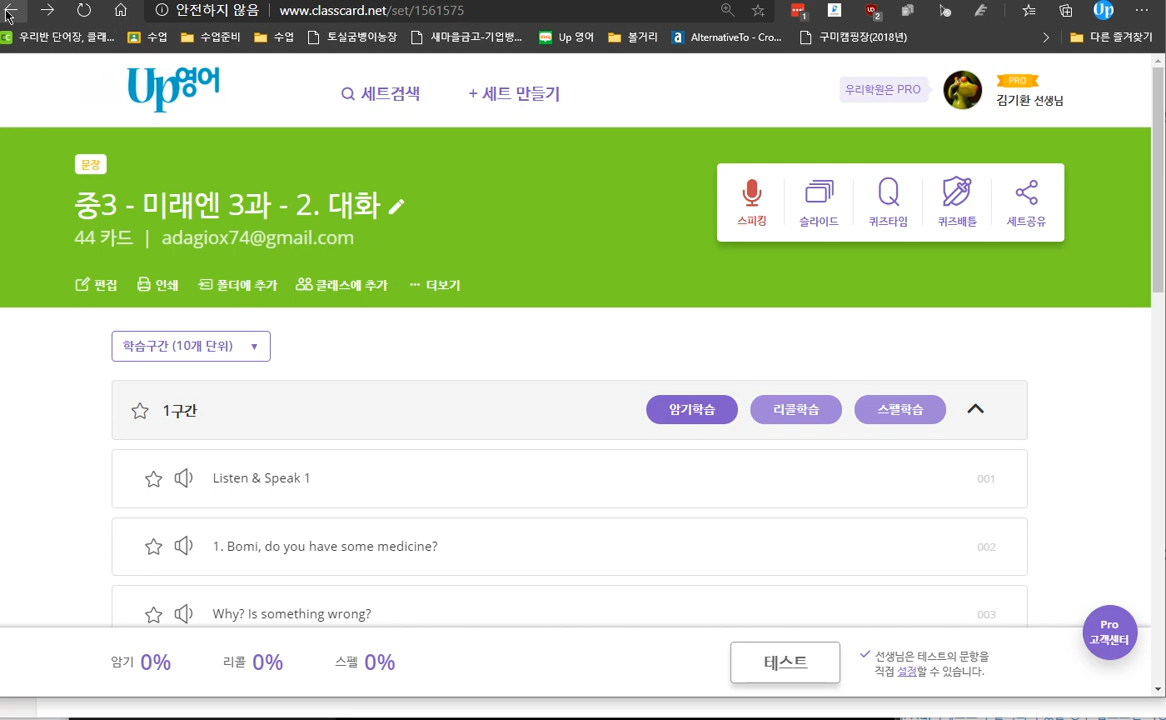 안전하지 않음 www.classcard.net/set/1561575
우리반 단어장, 클래... 수업 수업준비 수업 토실굼벵이농장 새마을금고-기업뱅... Up 영어 볼거리 AlternativeTo - Cro... 구미캠핑장(2018년) 다른 즐겨찾기
Up영어 세트검색 + 세트 만들기 우리학원은 PRO PRO
김기환 선생님
문장
중3 - 미래엔 3과 - 2. 대화
44 카드 | adagiox74@gmail.com
스피킹 슬라이드 퀴즈타임 퀴즈배틀 세트공유
편집 인쇄 폴더에 추가 클래스에 추가 ··· 더보기
학습구간 (10개 단위) ▼
1구간 암기학습 리콜학습 스펠학습
Listen & Speak 1 001
1. Bomi, do you have some medicine? 002
Why? Is something wrong? 003
Pro
고객센터
암기 0% 리콜 0% 스펠 0% 테스트
선생님은 테스트의 문항을
직접 설정할 수 있습니다.